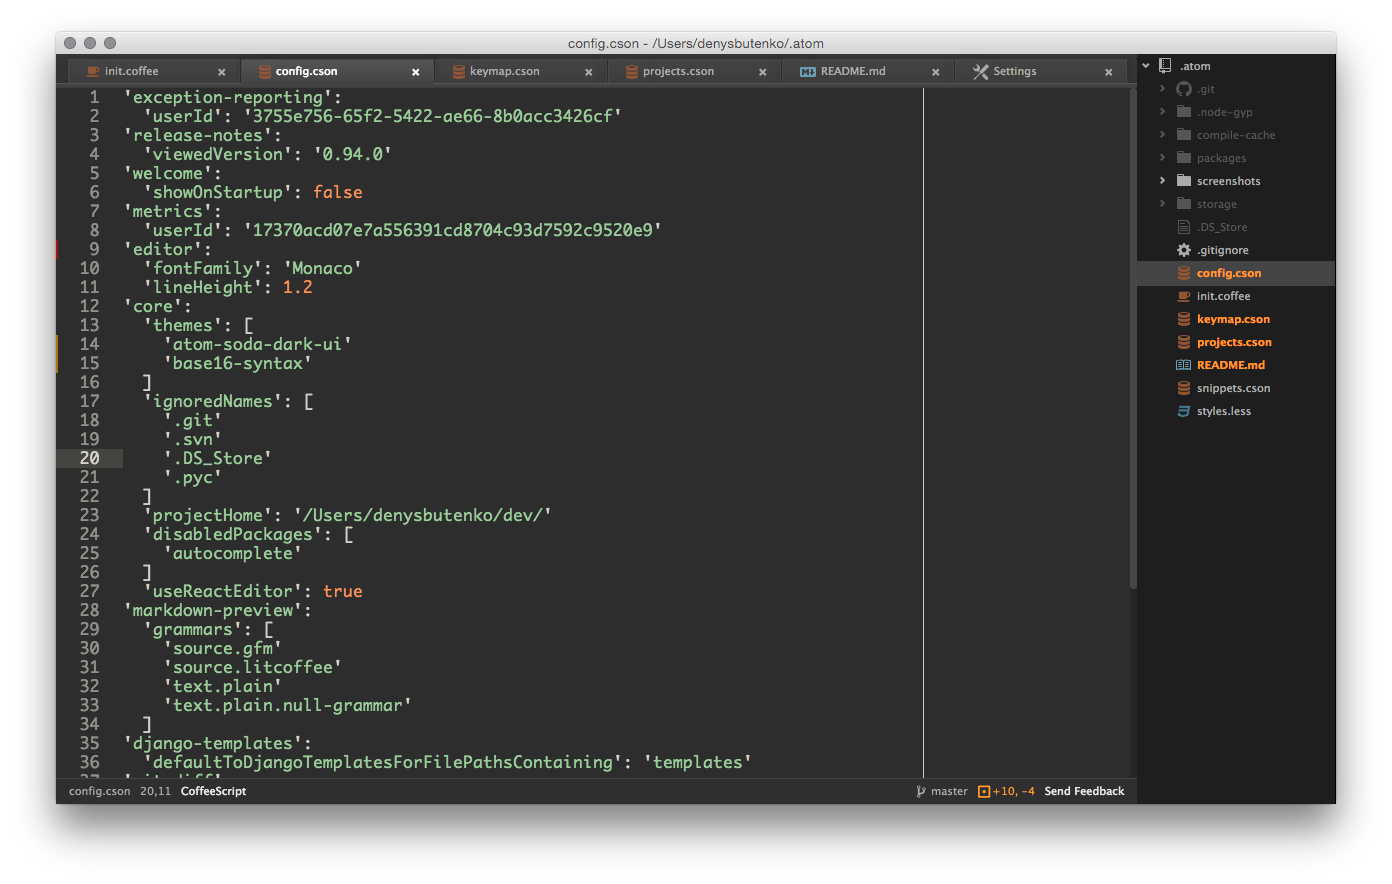 config.cson - /Users/denysbutenko/.atom
init.coffee
config.cson
keymap.cson
projects.cson
README.md
Settings
1 'exception-reporting':
2   'userId': '3755e756-65f2-5422-ae66-8b0acc3426cf'
3 'release-notes':
4   'viewedVersion': '0.94.0'
5 'welcome':
6   'showOnStartup': false
7 'metrics':
8   'userId': '17370acd07e7a556391cd8704c93d7592c9520e9'
9 'editor':
10   'fontFamily': 'Monaco'
11   'lineHeight': 1.2
12 'core':
13   'themes': [
14     'atom-soda-dark-ui'
15     'base16-syntax'
16   ]
17   'ignoredNames': [
18     '.git'
19     '.svn'
20     '.DS_Store'
21     '.pyc'
22   ]
23   'projectHome': '/Users/denysbutenko/dev/'
24   'disabledPackages': [
25     'autocomplete'
26   ]
27   'useReactEditor': true
28 'markdown-preview':
29   'grammars': [
30     'source.gfm'
31     'source.litcoffee'
32     'text.plain'
33     'text.plain.null-grammar'
34   ]
35 'django-templates':
36   'defaultToDjangoTemplatesForFilePathsContaining': 'templates'
.atom
.git
.node-gyp
compile-cache
packages
screenshots
storage
.DS_Store
.gitignore
config.cson
init.coffee
keymap.cson
projects.cson
README.md
snippets.cson
styles.less
config.cson 20,11 CoffeeScript
master +10, -4 Send Feedback